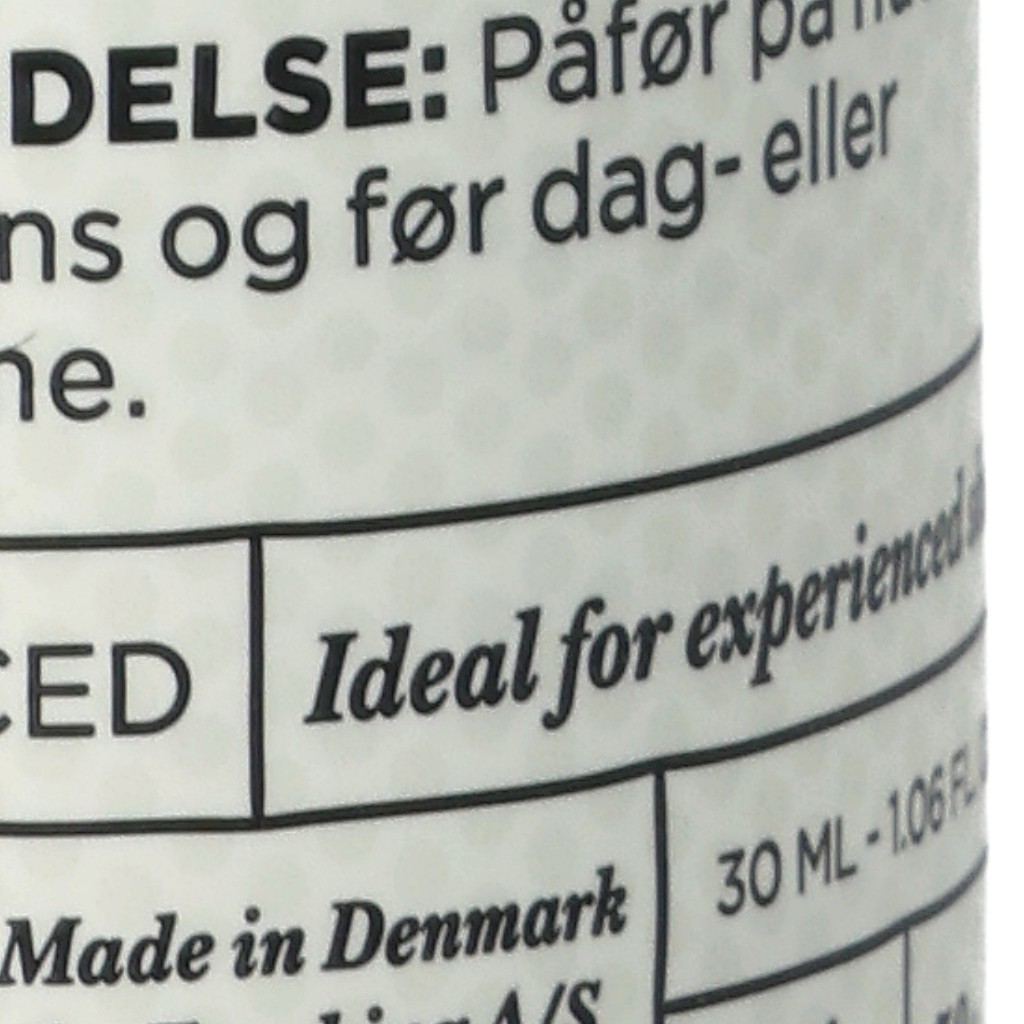 DELSE: Påfør på
ns og før dag- eller
ne.
CED
Ideal for experienced
30 ML - 1.06 FL
Made in Denmark
A/S